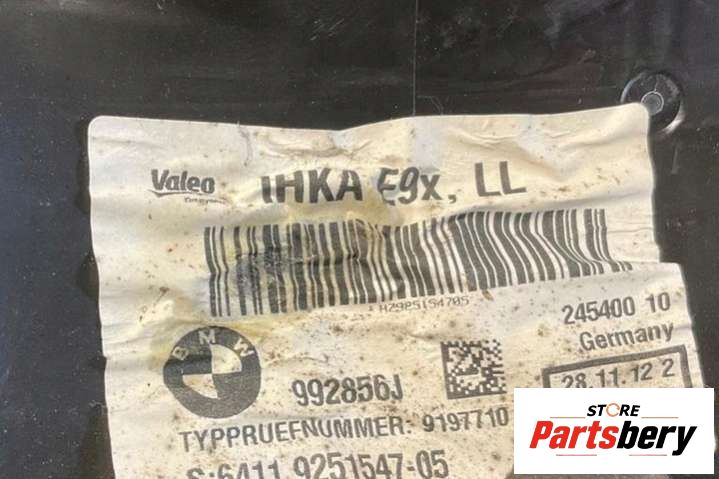 Valeo IHKA E9x, LL
HZ985154705
245400 10
Germany
BMW
992856J
28.11.12 2
TYPPRUEFNUMMER: 9197710
S:6411 9251547-05
STORE
Partsbery